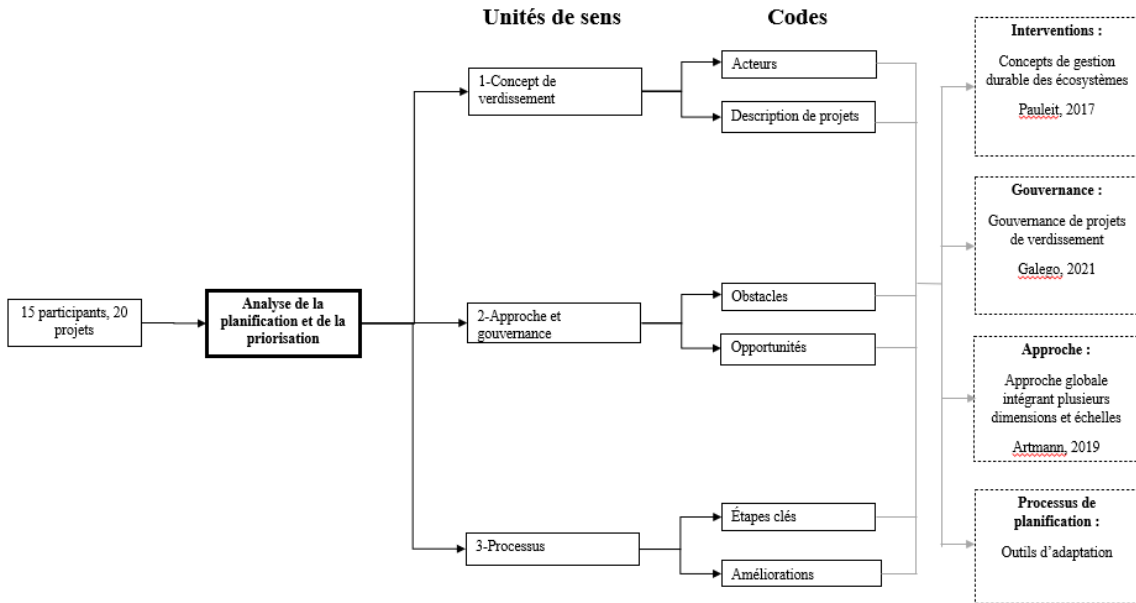 Unités de sens
Codes
15 participants, 20
projets
Analyse de la
planification et de la
priorisation
1-Concept de
verdissement
2-Approche et
gouvernance
3-Processus
Acteurs
Description de projets
Obstacles
Opportunités
Étapes clés
Améliorations
Interventions :
Concepts de gestion
durable des écosystèmes
Pauleit, 2017
Gouvernance :
Gouvernance de projets
de verdissement
Galego, 2021
Approche :
Approche globale
intégrant plusieurs
dimensions et échelles
Artmann, 2019
Processus de
planification :
Outils d’adaptation